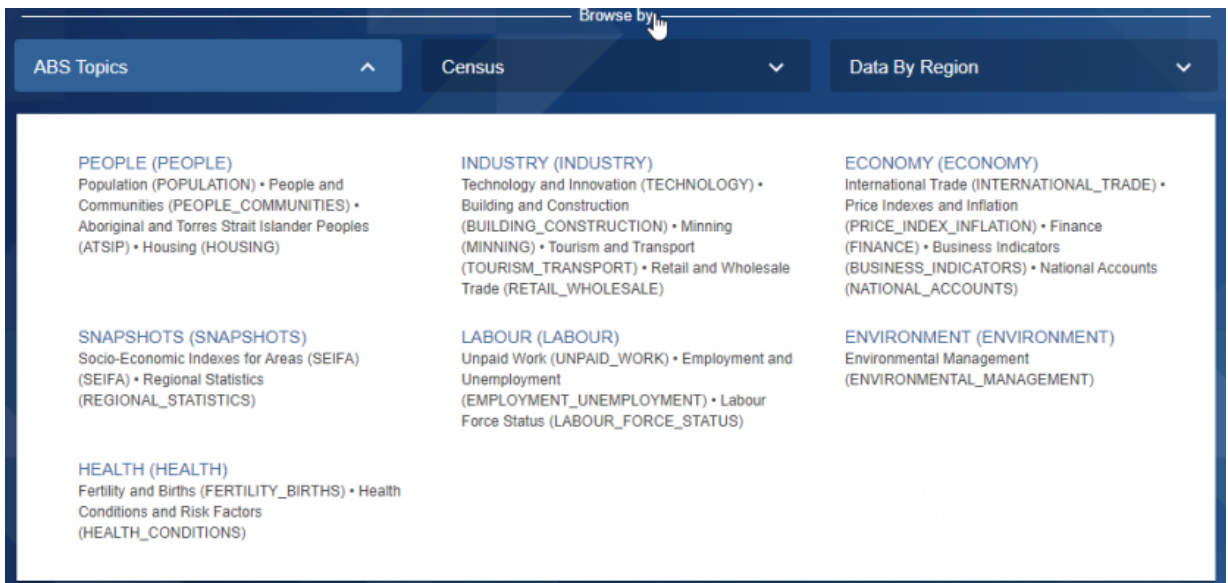 Browse by
ABS Topics
Census
Data By Region
PEOPLE (PEOPLE)
Population (POPULATION) • People and
Communities (PEOPLE_COMMUNITIES) •
Aboriginal and Torres Strait Islander Peoples
(ATSIP) • Housing (HOUSING)
INDUSTRY (INDUSTRY)
Technology and Innovation (TECHNOLOGY) •
Building and Construction
(BUILDING_CONSTRUCTION) • Minning
(MINNING) • Tourism and Transport
(TOURISM_TRANSPORT) • Retail and Wholesale
Trade (RETAIL_WHOLESALE)
ECONOMY (ECONOMY)
International Trade (INTERNATIONAL_TRADE) •
Price Indexes and Inflation
(PRICE_INDEX_INFLATION) • Finance
(FINANCE) • Business Indicators
(BUSINESS_INDICATORS) • National Accounts
(NATIONAL_ACCOUNTS)
SNAPSHOTS (SNAPSHOTS)
Socio-Economic Indexes for Areas (SEIFA)
(SEIFA) • Regional Statistics
(REGIONAL_STATISTICS)
LABOUR (LABOUR)
Unpaid Work (UNPAID_WORK) • Employment and
Unemployment
(EMPLOYMENT_UNEMPLOYMENT) • Labour
Force Status (LABOUR_FORCE_STATUS)
ENVIRONMENT (ENVIRONMENT)
Environmental Management
(ENVIRONMENTAL_MANAGEMENT)
HEALTH (HEALTH)
Fertility and Births (FERTILITY_BIRTHS) • Health
Conditions and Risk Factors
(HEALTH_CONDITIONS)